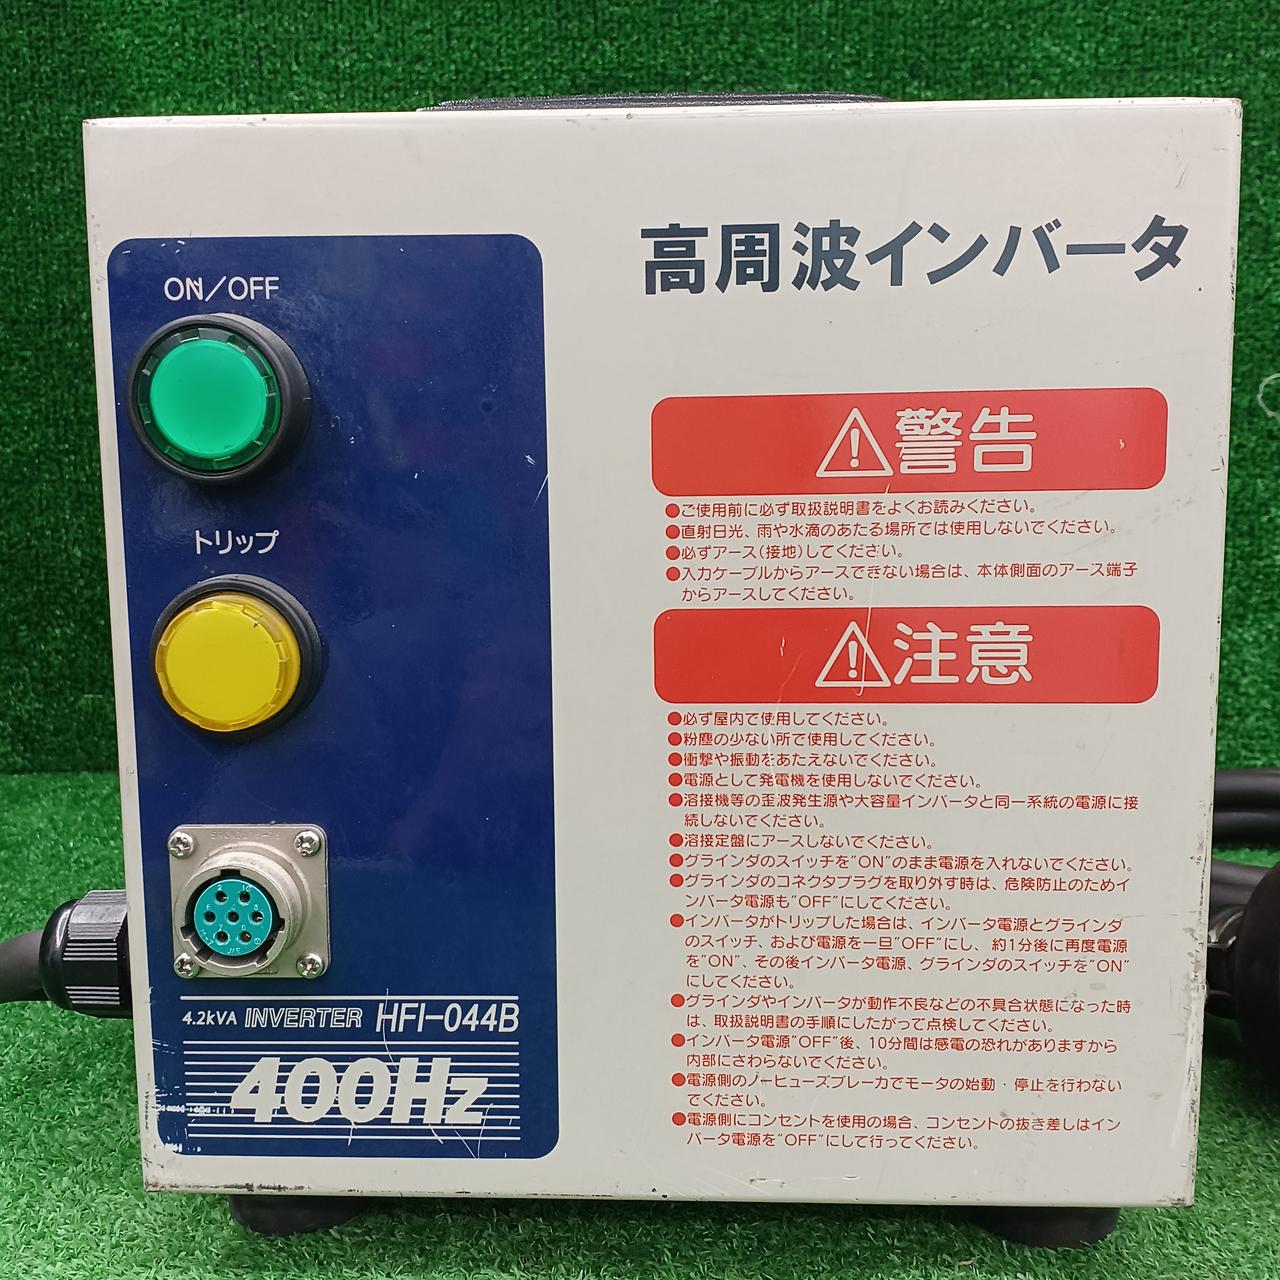 高周波インバータ
ON/OFF
トリップ
4.2kVA INVERTER HFI-044B
400Hz
⚠警告
●ご使用前に必ず取扱説明書をよくお読みください。
●直射日光、雨や水滴のあたる場所では使用しないでください。
●必ずアース(接地)してください。
●入力ケーブルからアースできない場合は、本体側面のアース端子
からアースしてください。
⚠注意
●必ず屋内で使用してください。
●粉塵の少ない所で使用してください。
●衝撃や振動をあたえないでください。
●電源として発電機を使用しないでください。
●溶接機等の歪波発生源や大容量インバータと同一系統の電源に接
続しないでください。
●溶接定盤にアースしないでください。
●グラインダのスイッチを"ON"のまま電源を入れないでください。
●グラインダのコネクタプラグを取り外す時は、危険防止のためイ
ンバータ電源も"OFF"にしてください。
●インバータがトリップした場合は、インバータ電源とグラインダ
のスイッチ、および電源を一旦"OFF"にし、約1分後に再度電源
を"ON"、その後インバータ電源、グラインダのスイッチを"ON"
にしてください。
●グラインダやインバータが動作不良などの不具合状態になった時
は、取扱説明書の手順にしたがって点検してください。
●インバータ電源"OFF"後、10分間は感電の恐れがありますから
内部にさわらないでください。
●電源側のノーヒューズブレーカでモータの始動・停止を行わない
でください。
●電源側にコンセントを使用の場合、コンセントの抜き差しはイン
バータ電源を"OFF"にして行ってください。